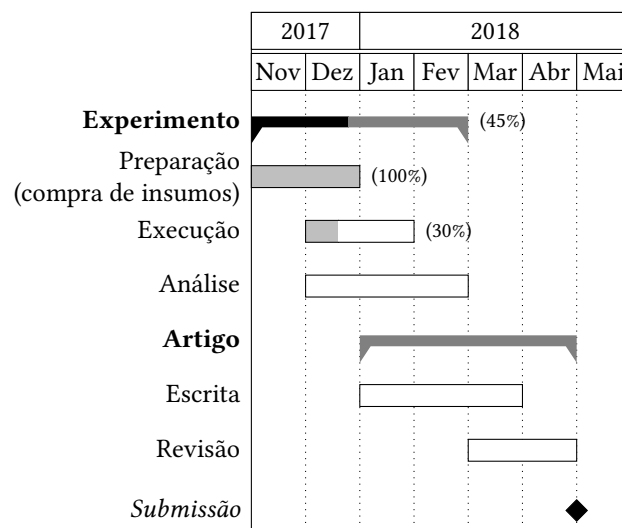 2017 2018
Nov Dez Jan Fev Mar Abr Mai
Experimento (45%)
Preparação
(compra de insumos) (100%)
Execução (30%)
Análise
Artigo
Escrita
Revisão
Submissão